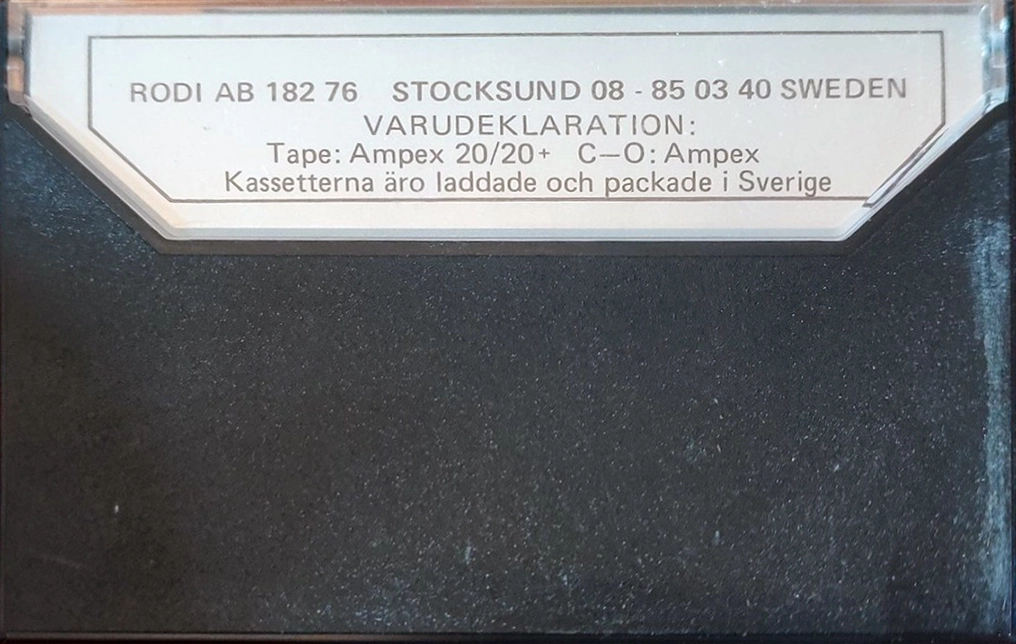 RODI AB 182 76 STOCKSUND 08 - 85 03 40 SWEDEN
VARUDEKLARATION:
Tape: Ampex 20/20+ C–O: Ampex
Kassetterna äro laddade och packade i Sverige